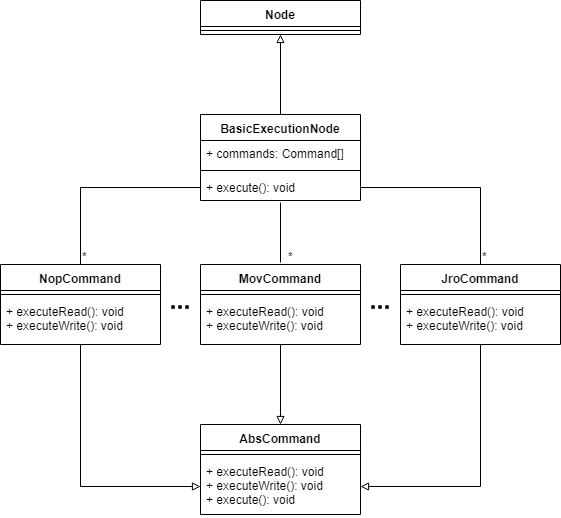 Node
BasicExecutionNode
+ commands: Command[]
+ execute(): void
* * *
NopCommand
+ executeRead(): void
+ executeWrite(): void
...
MovCommand
+ executeRead(): void
+ executeWrite(): void
...
JroCommand
+ executeRead(): void
+ executeWrite(): void
AbsCommand
+ executeRead(): void
+ executeWrite(): void
+ execute(): void